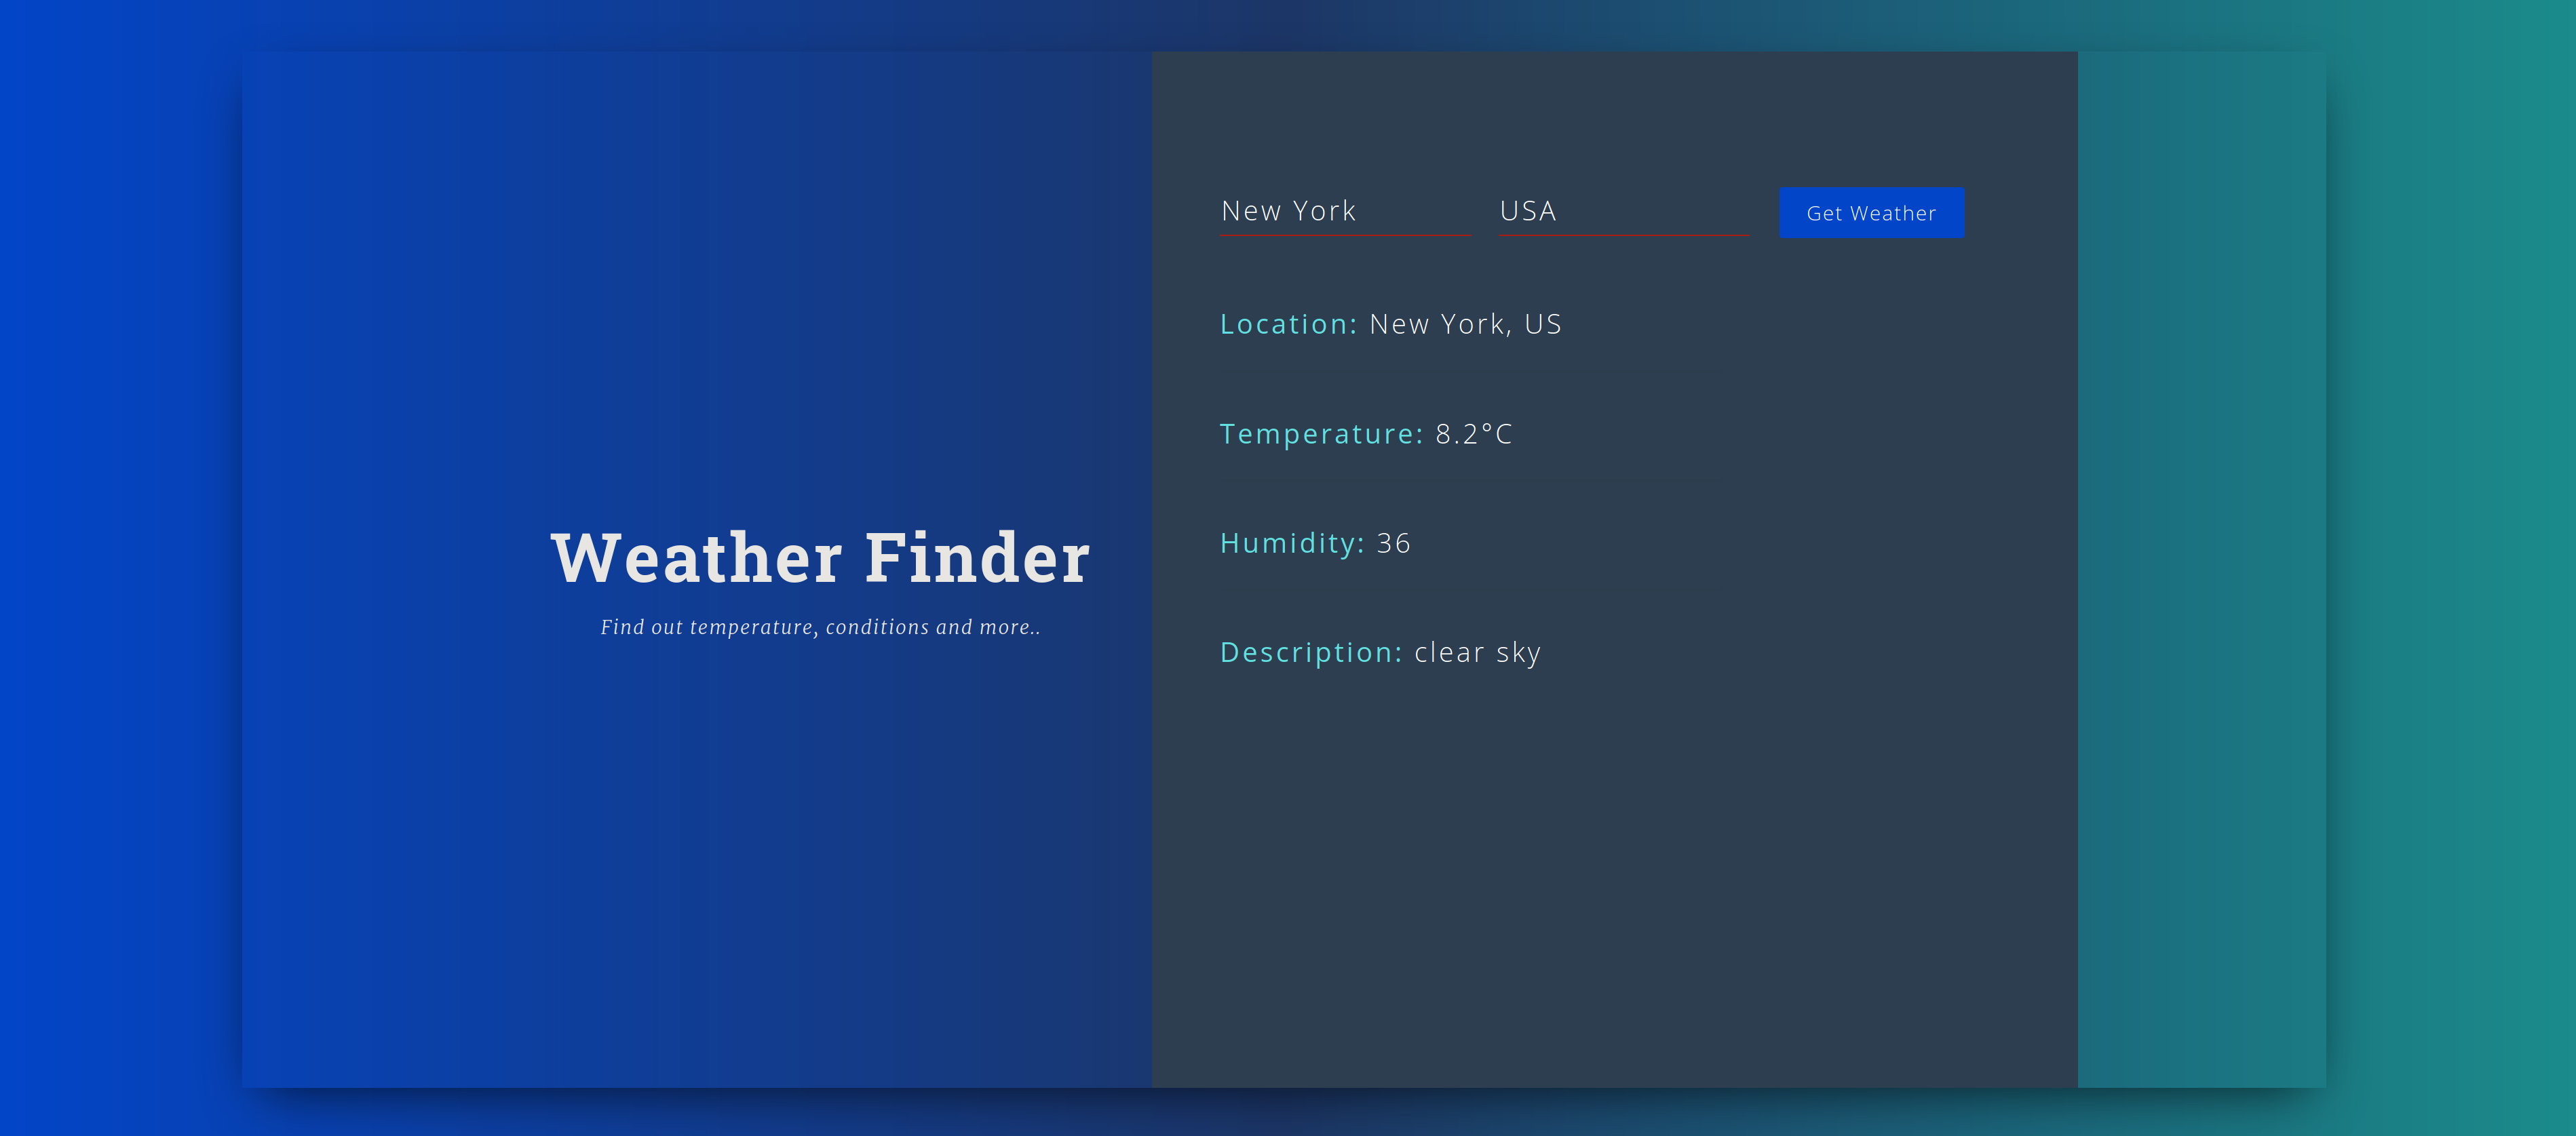 Weather Finder
Find out temperature, conditions and more..
New York
USA
Get Weather
Location: New York, US
Temperature: 8.2°C
Humidity: 36
Description: clear sky